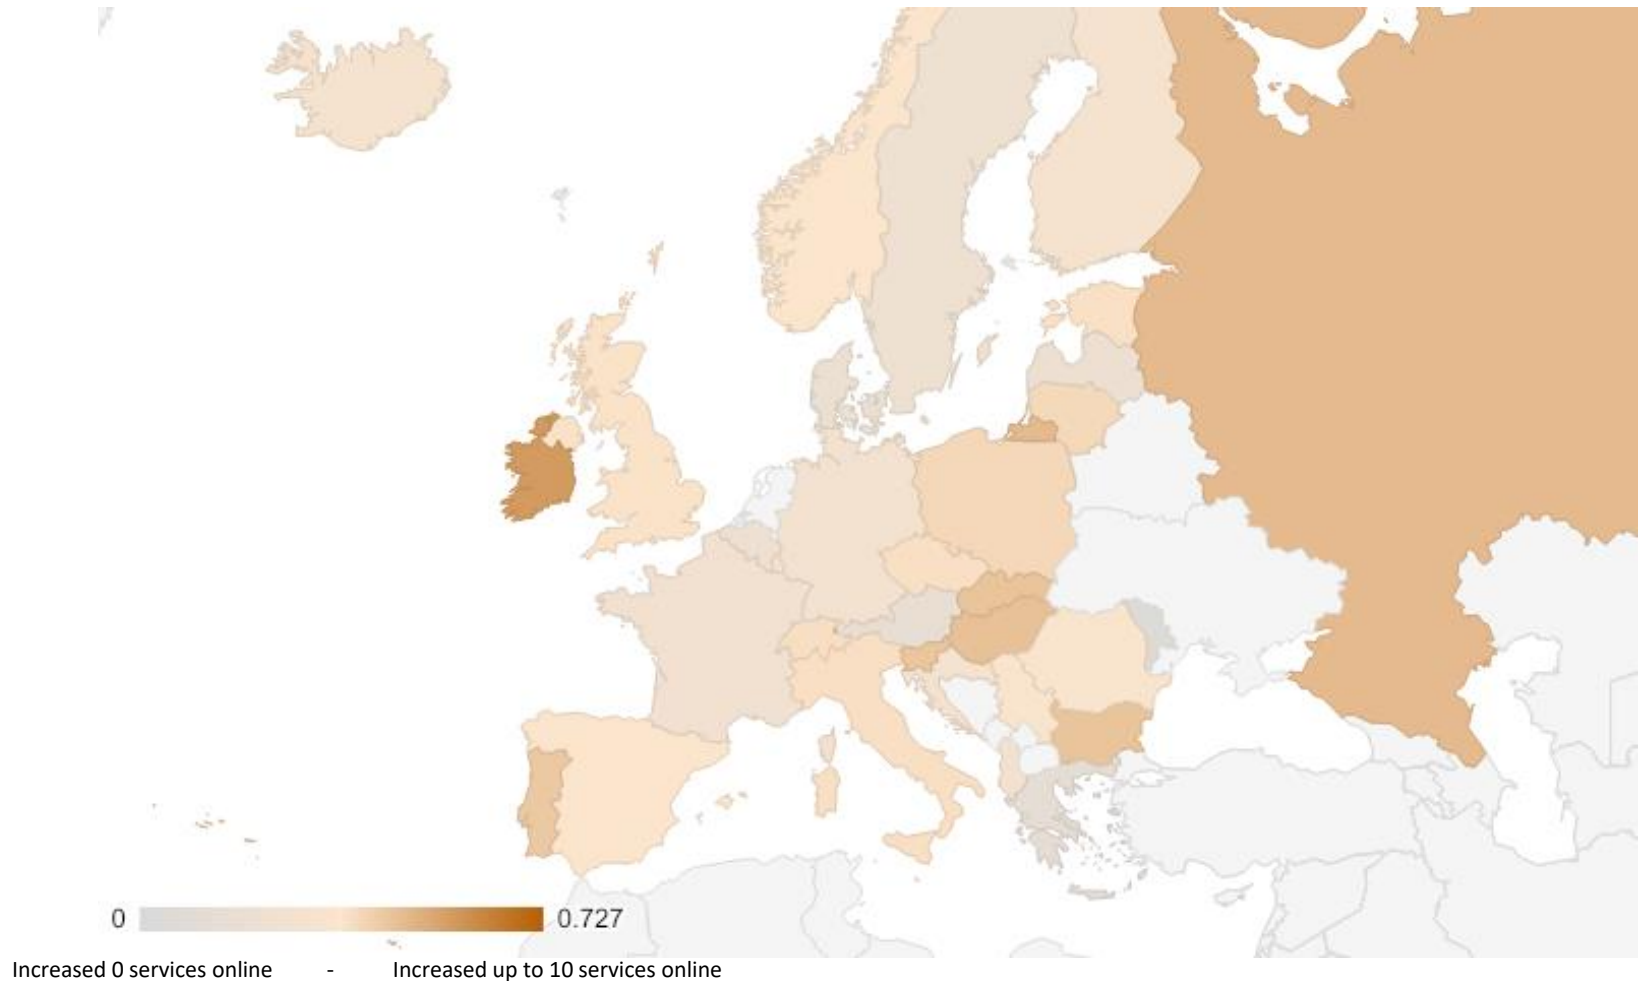 0 0.727
Increased 0 services online - Increased up to 10 services online